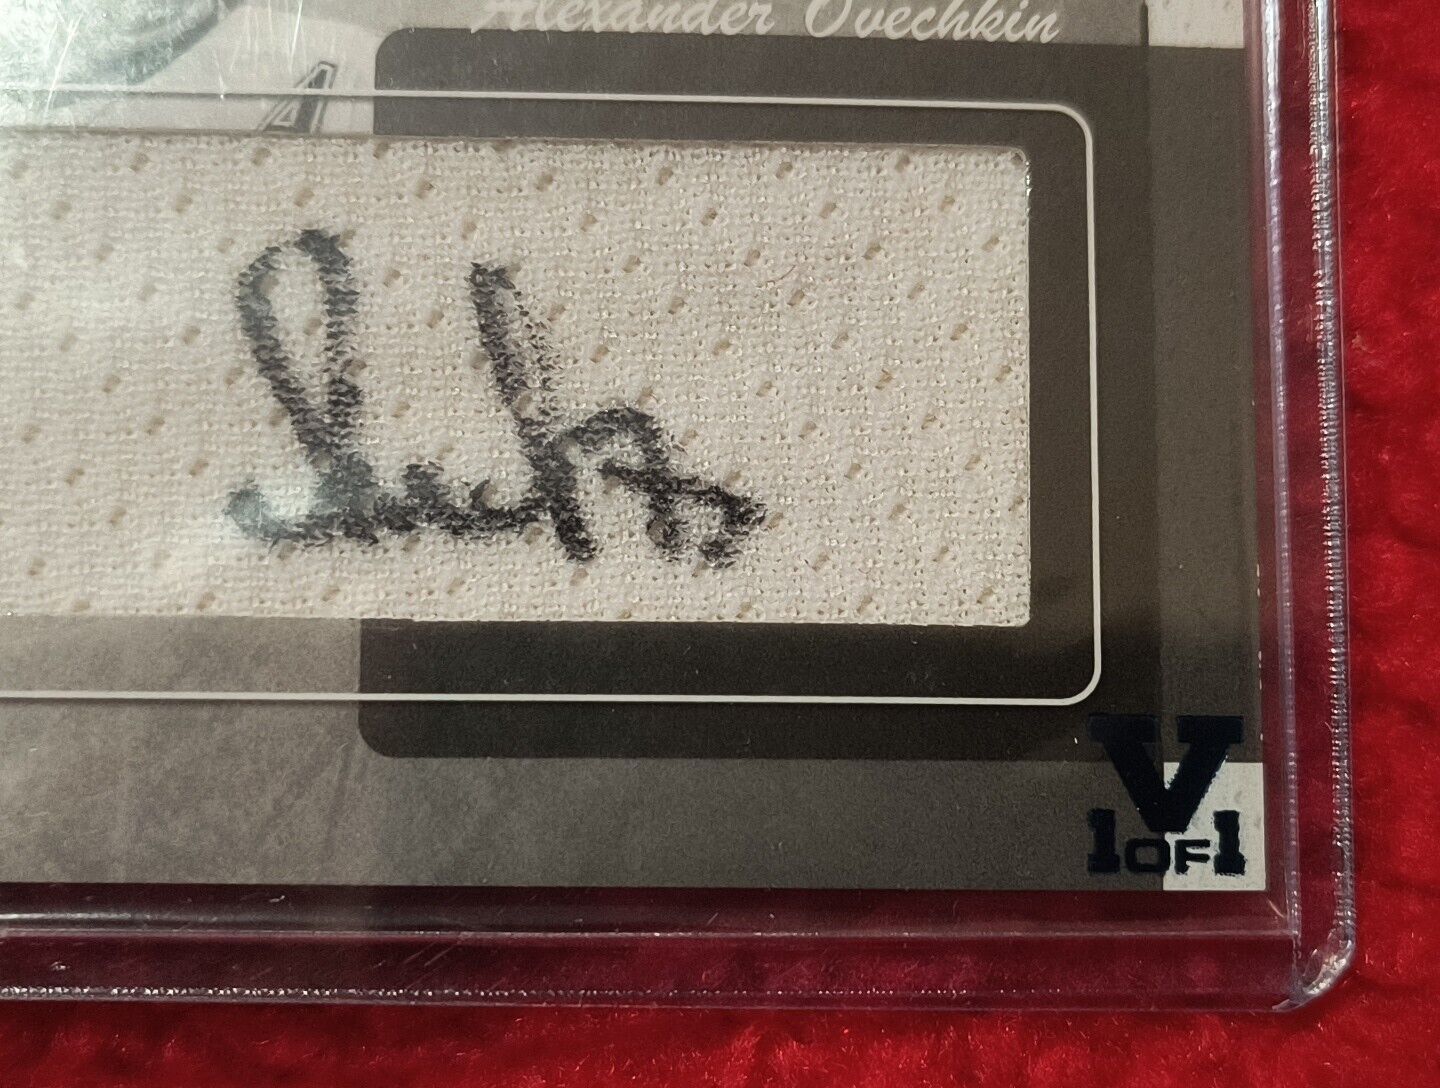 Alexander Ovechkin
A
V
1 OF 1